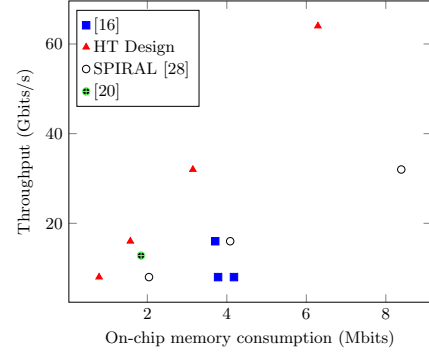 [16]
HT Design
SPIRAL [28]
[20]
60
40
20
Throughput (Gbits/s)
2 4 6 8
On-chip memory consumption (Mbits)